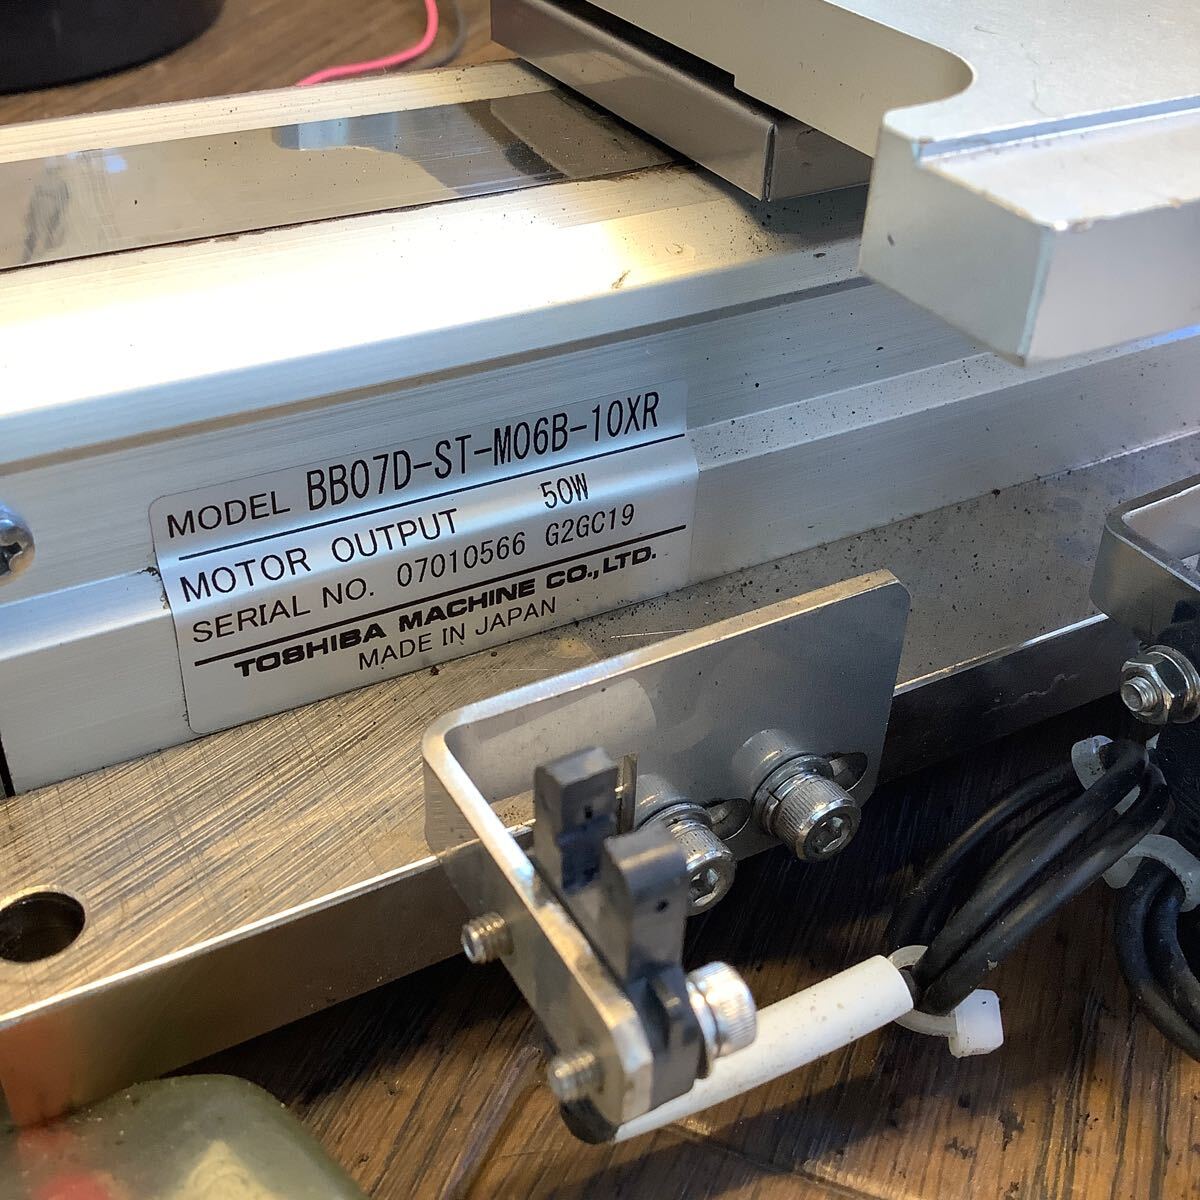 MODEL BB07D-ST-M06B-10XR
MOTOR OUTPUT 50W
SERIAL NO. 07010566 G2GC19
TOSHIBA MACHINE CO.,LTD.
MADE IN JAPAN